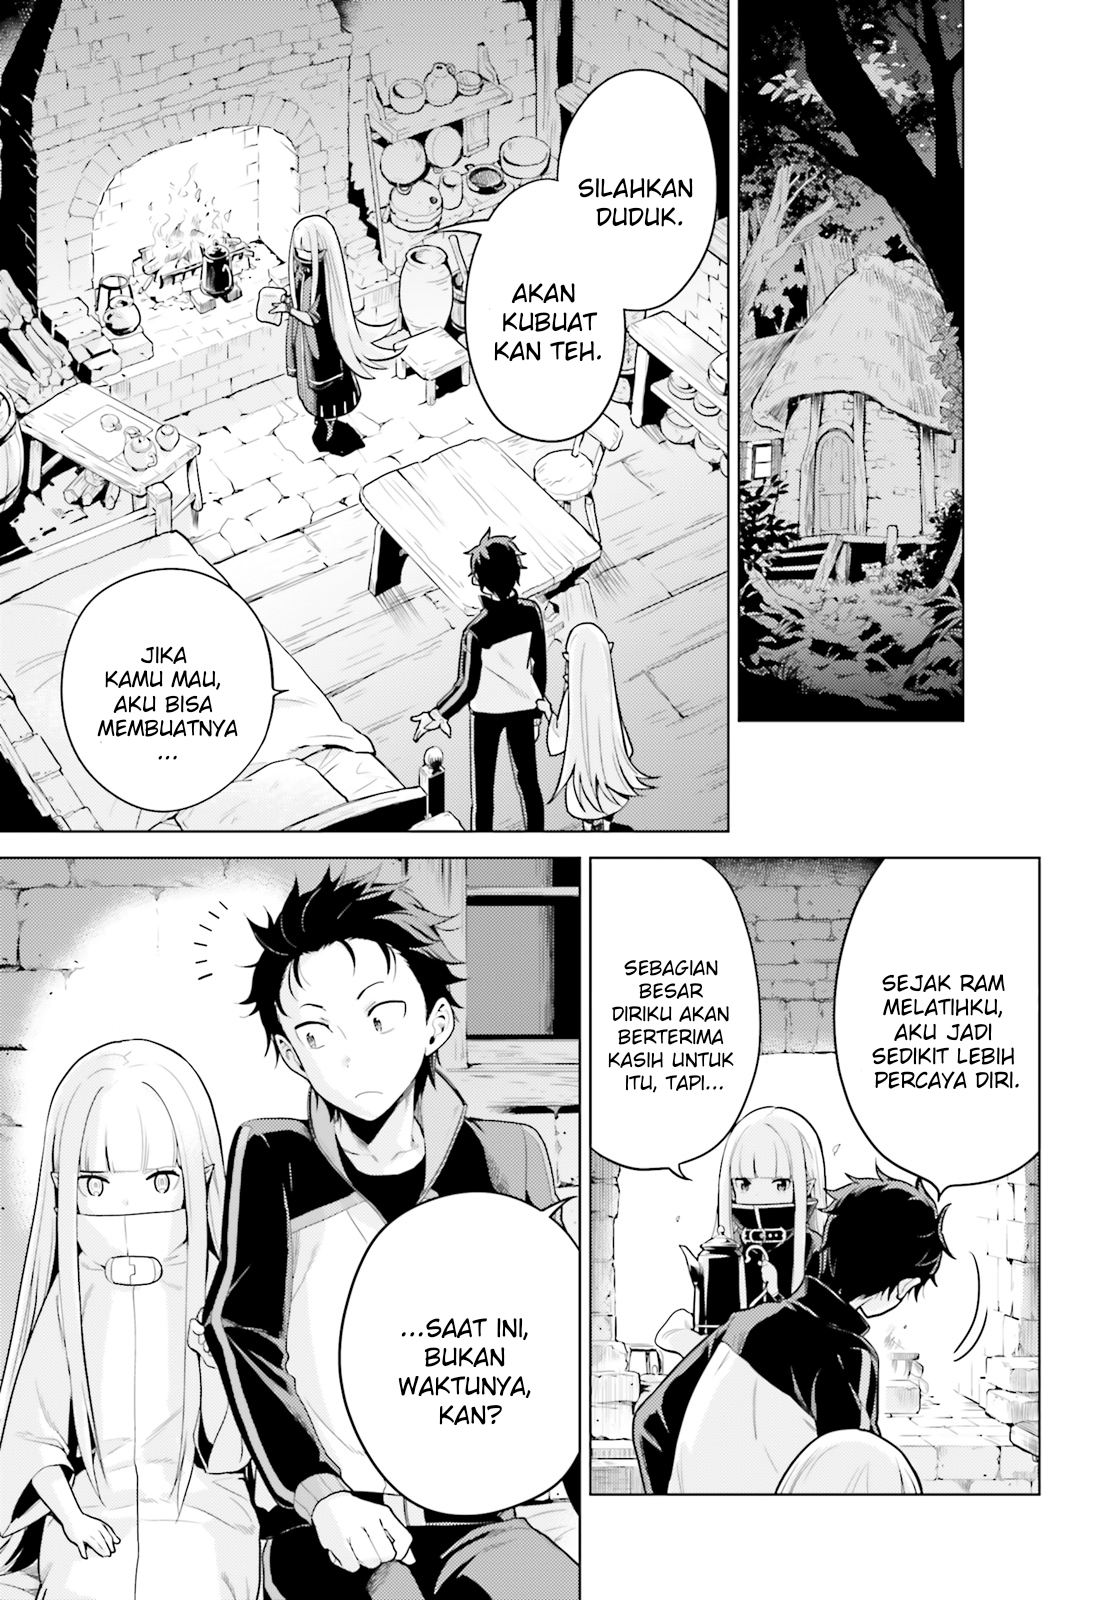 SILAHKAN
DUDUK.
AKAN
KUBUAT
KAN TEH.
JIKA
KAMU MAU,
AKU BISA
MEMBUATNYA
...
SEJAK RAM
MELATIHKU,
AKU JADI
SEDIKIT LEBIH
PERCAYA DIRI.
SEBAGIAN
BESAR
DIRIKU AKAN
BERTERIMA
KASIH UNTUK
ITU, TAPI...
...SAAT INI,
BUKAN
WAKTUNYA,
KAN?